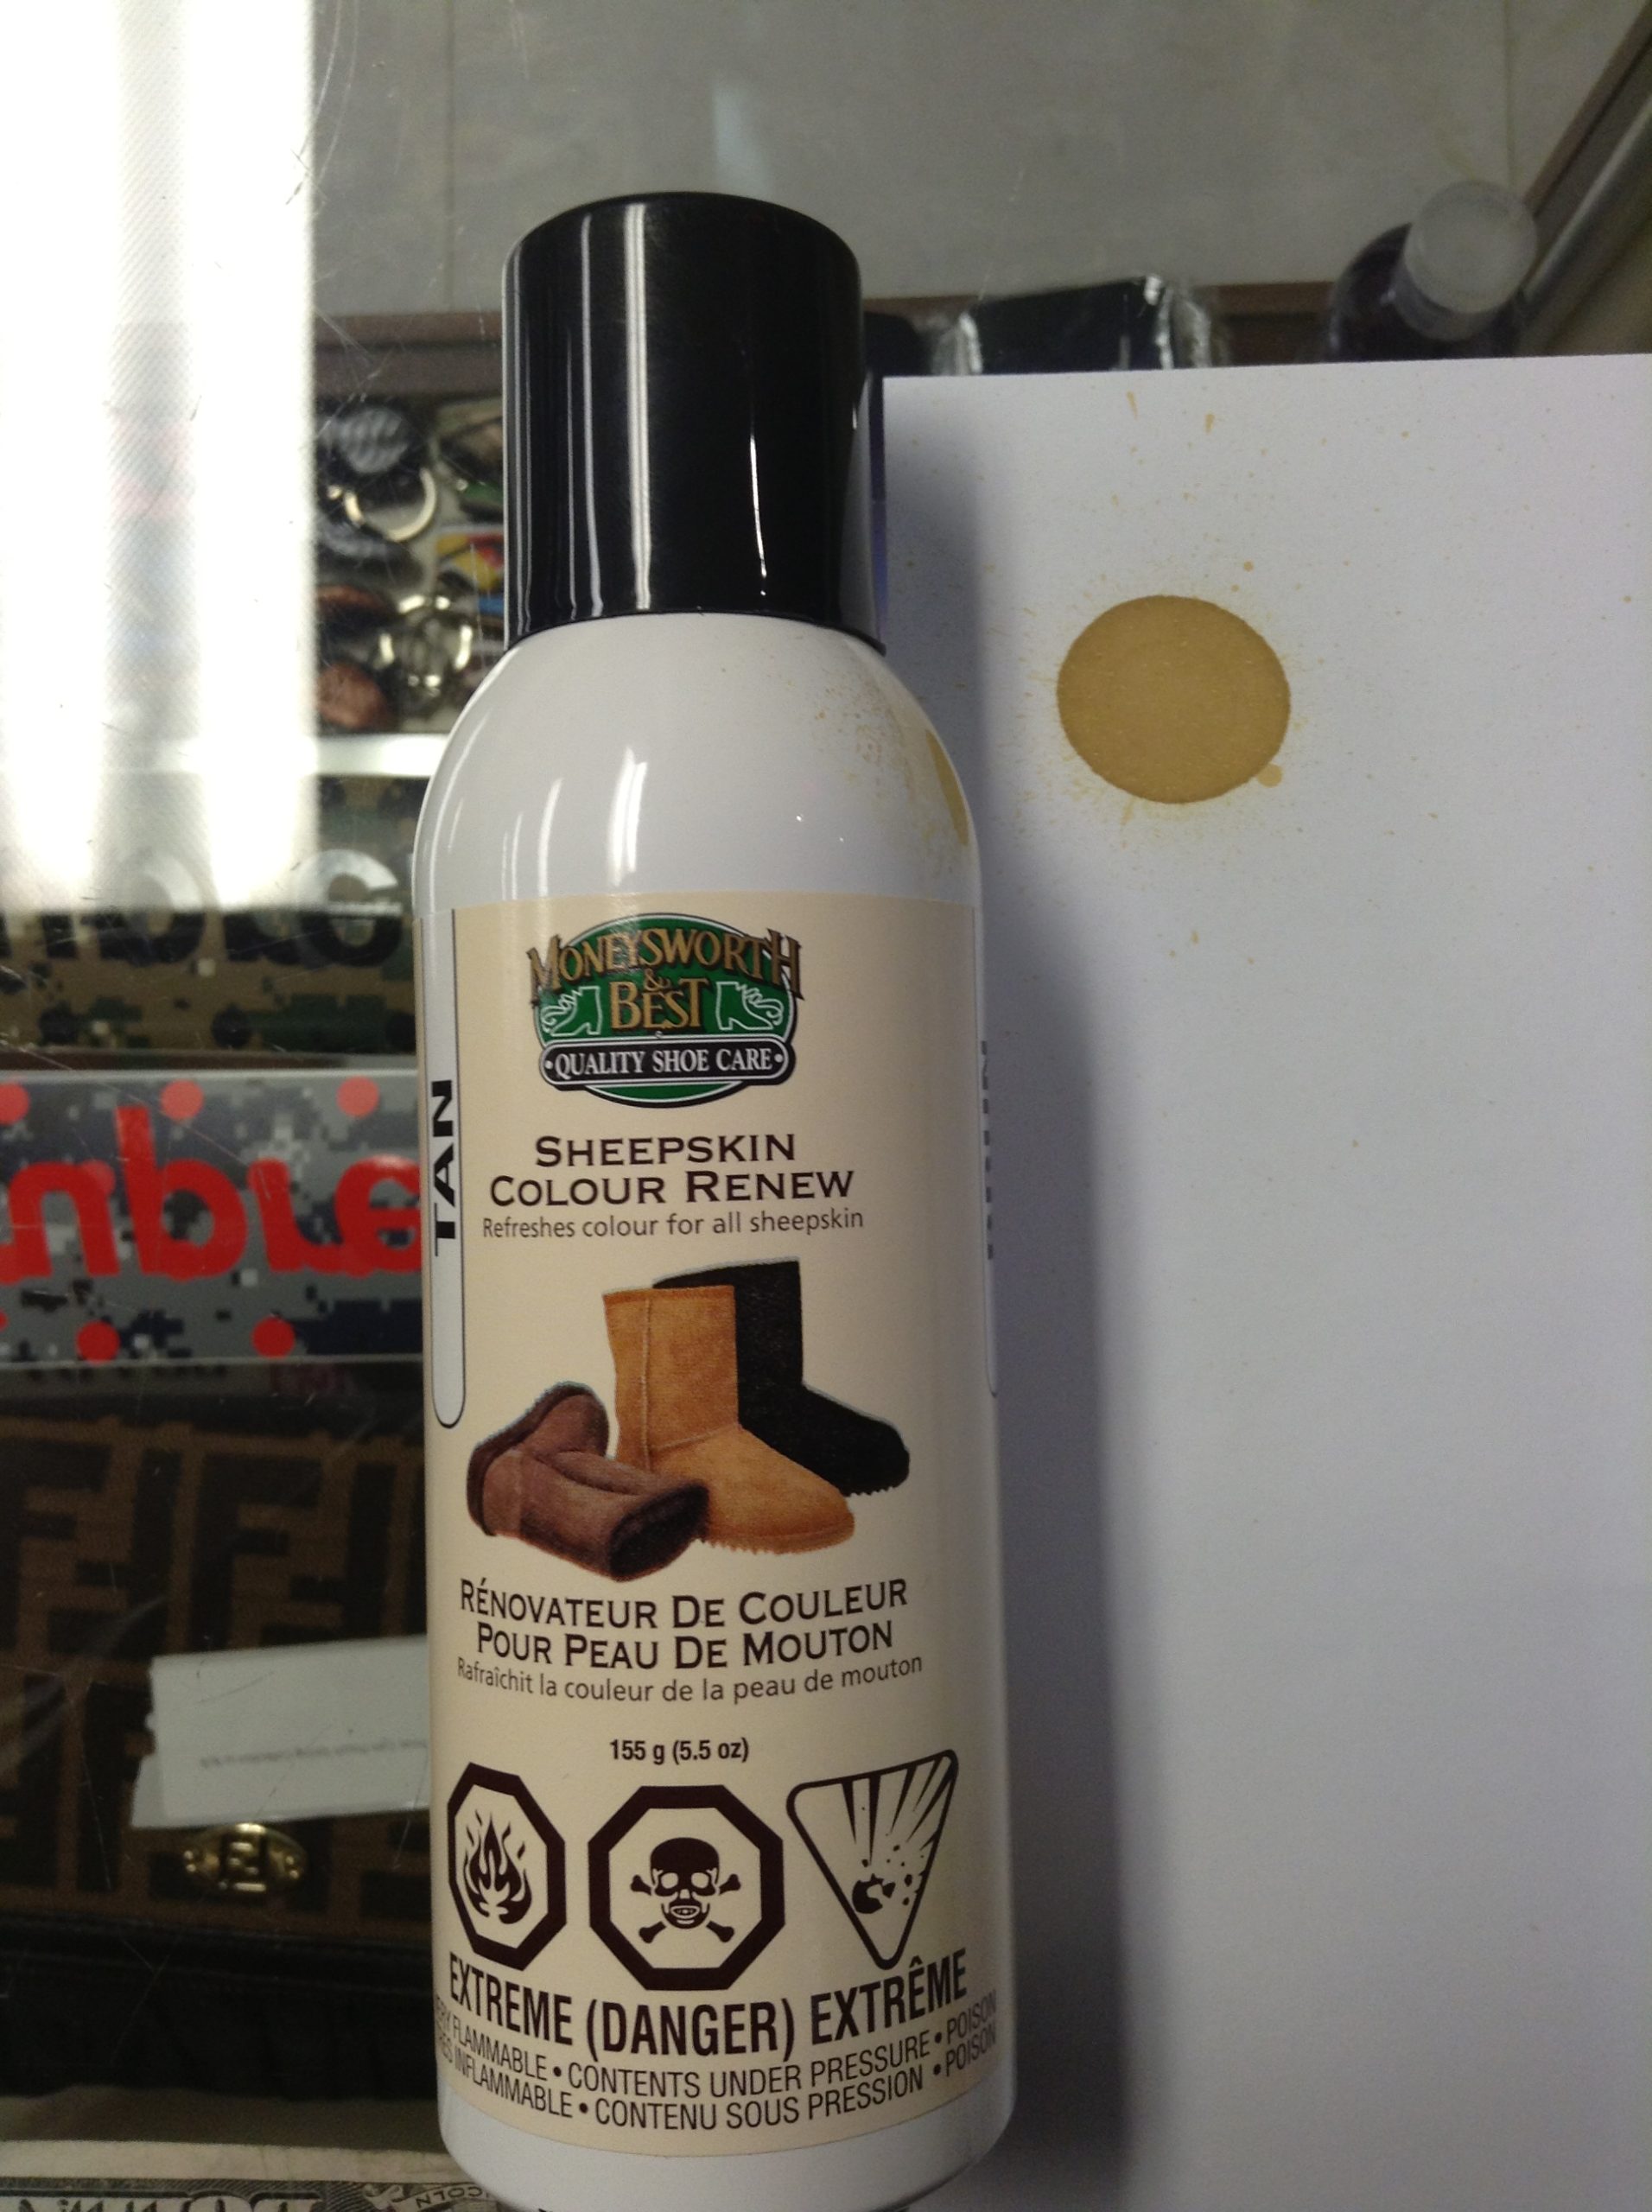 MONEYSWORTH
&
BEST
•QUALITY SHOE CARE•
TAN
SHEEPSKIN
COLOUR RENEW
Refreshes colour for all sheepskin
RÉNOVATEUR DE COULEUR
POUR PEAU DE MOUTON
Rafraîchit la couleur de la peau de mouton
155 g (5.5 oz)
EXTREME (DANGER) EXTRÊME
FLAMMABLE • CONTENTS UNDER PRESSURE • POISON
INFLAMMABLE • CONTENU SOUS PRESSION • POISON